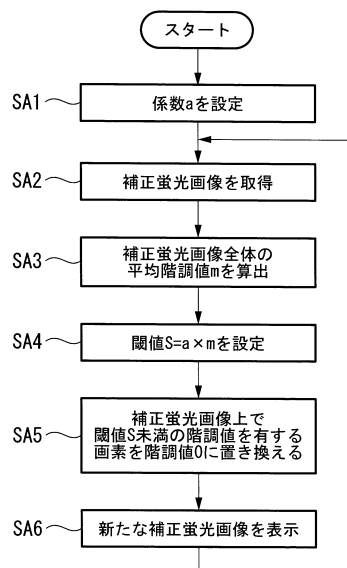 スタート
SA1
係数aを設定
SA2
補正蛍光画像を取得
SA3
補正蛍光画像全体の
平均階調値mを算出
SA4
閾値S=a×mを設定
SA5
補正蛍光画像上で
閾値S未満の階調値を有する
画素を階調値0に置き換える
SA6
新たな補正蛍光画像を表示